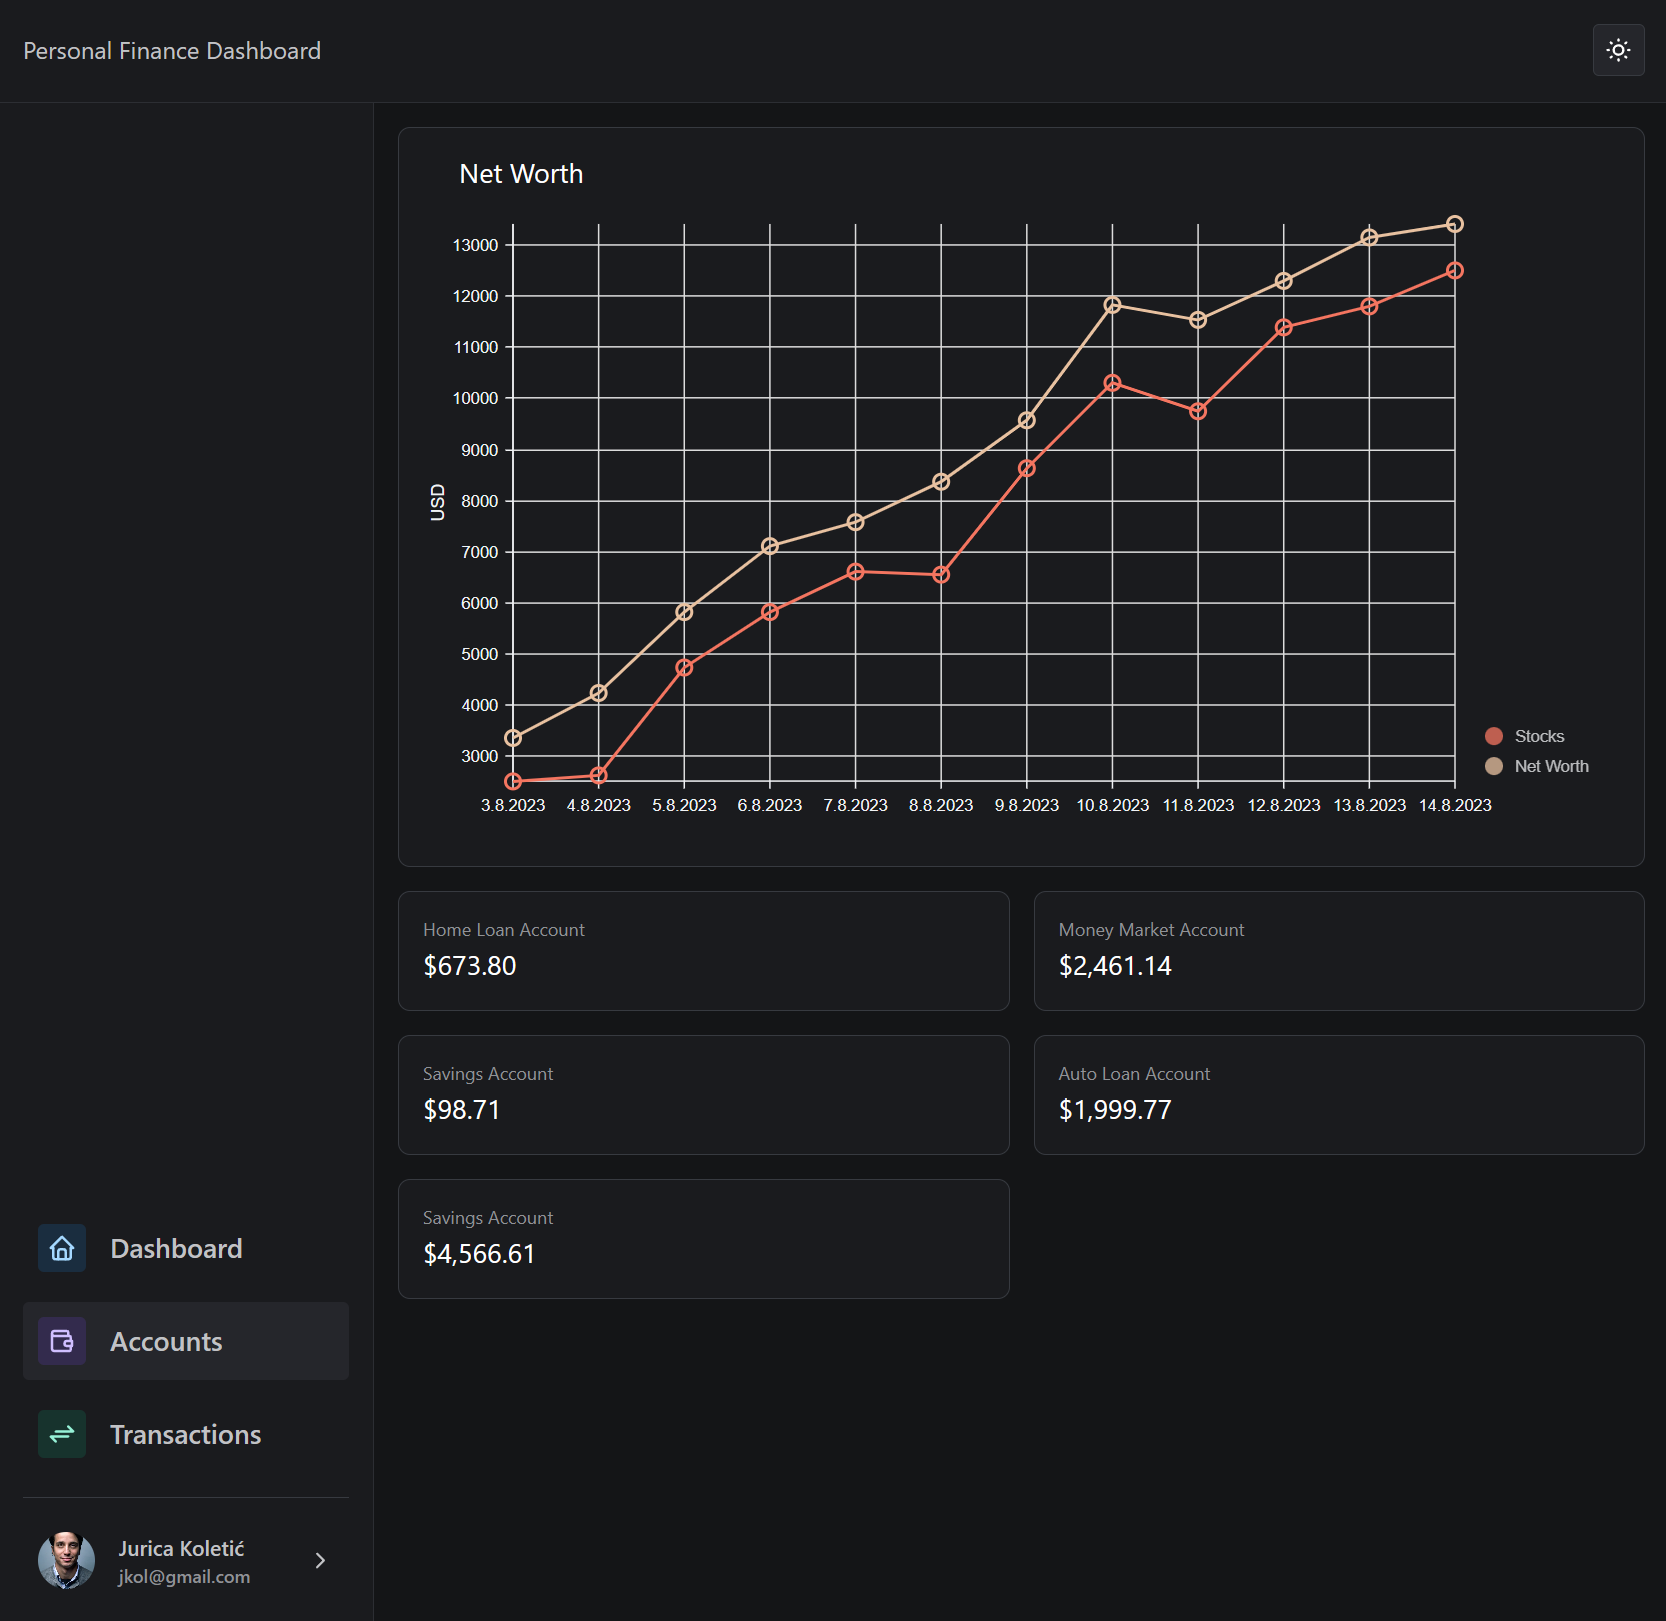 Personal Finance Dashboard
Net Worth
13000
12000
11000
10000
9000
8000
7000
6000
5000
4000
3000
USD
3.8.2023 4.8.2023 5.8.2023 6.8.2023 7.8.2023 8.8.2023 9.8.2023 10.8.2023 11.8.2023 12.8.2023 13.8.2023 14.8.2023
Stocks
Net Worth
Home Loan Account
$673.80
Money Market Account
$2,461.14
Savings Account
$98.71
Auto Loan Account
$1,999.77
Savings Account
$4,566.61
Dashboard
Accounts
Transactions
Jurica Koletić
jkol@gmail.com